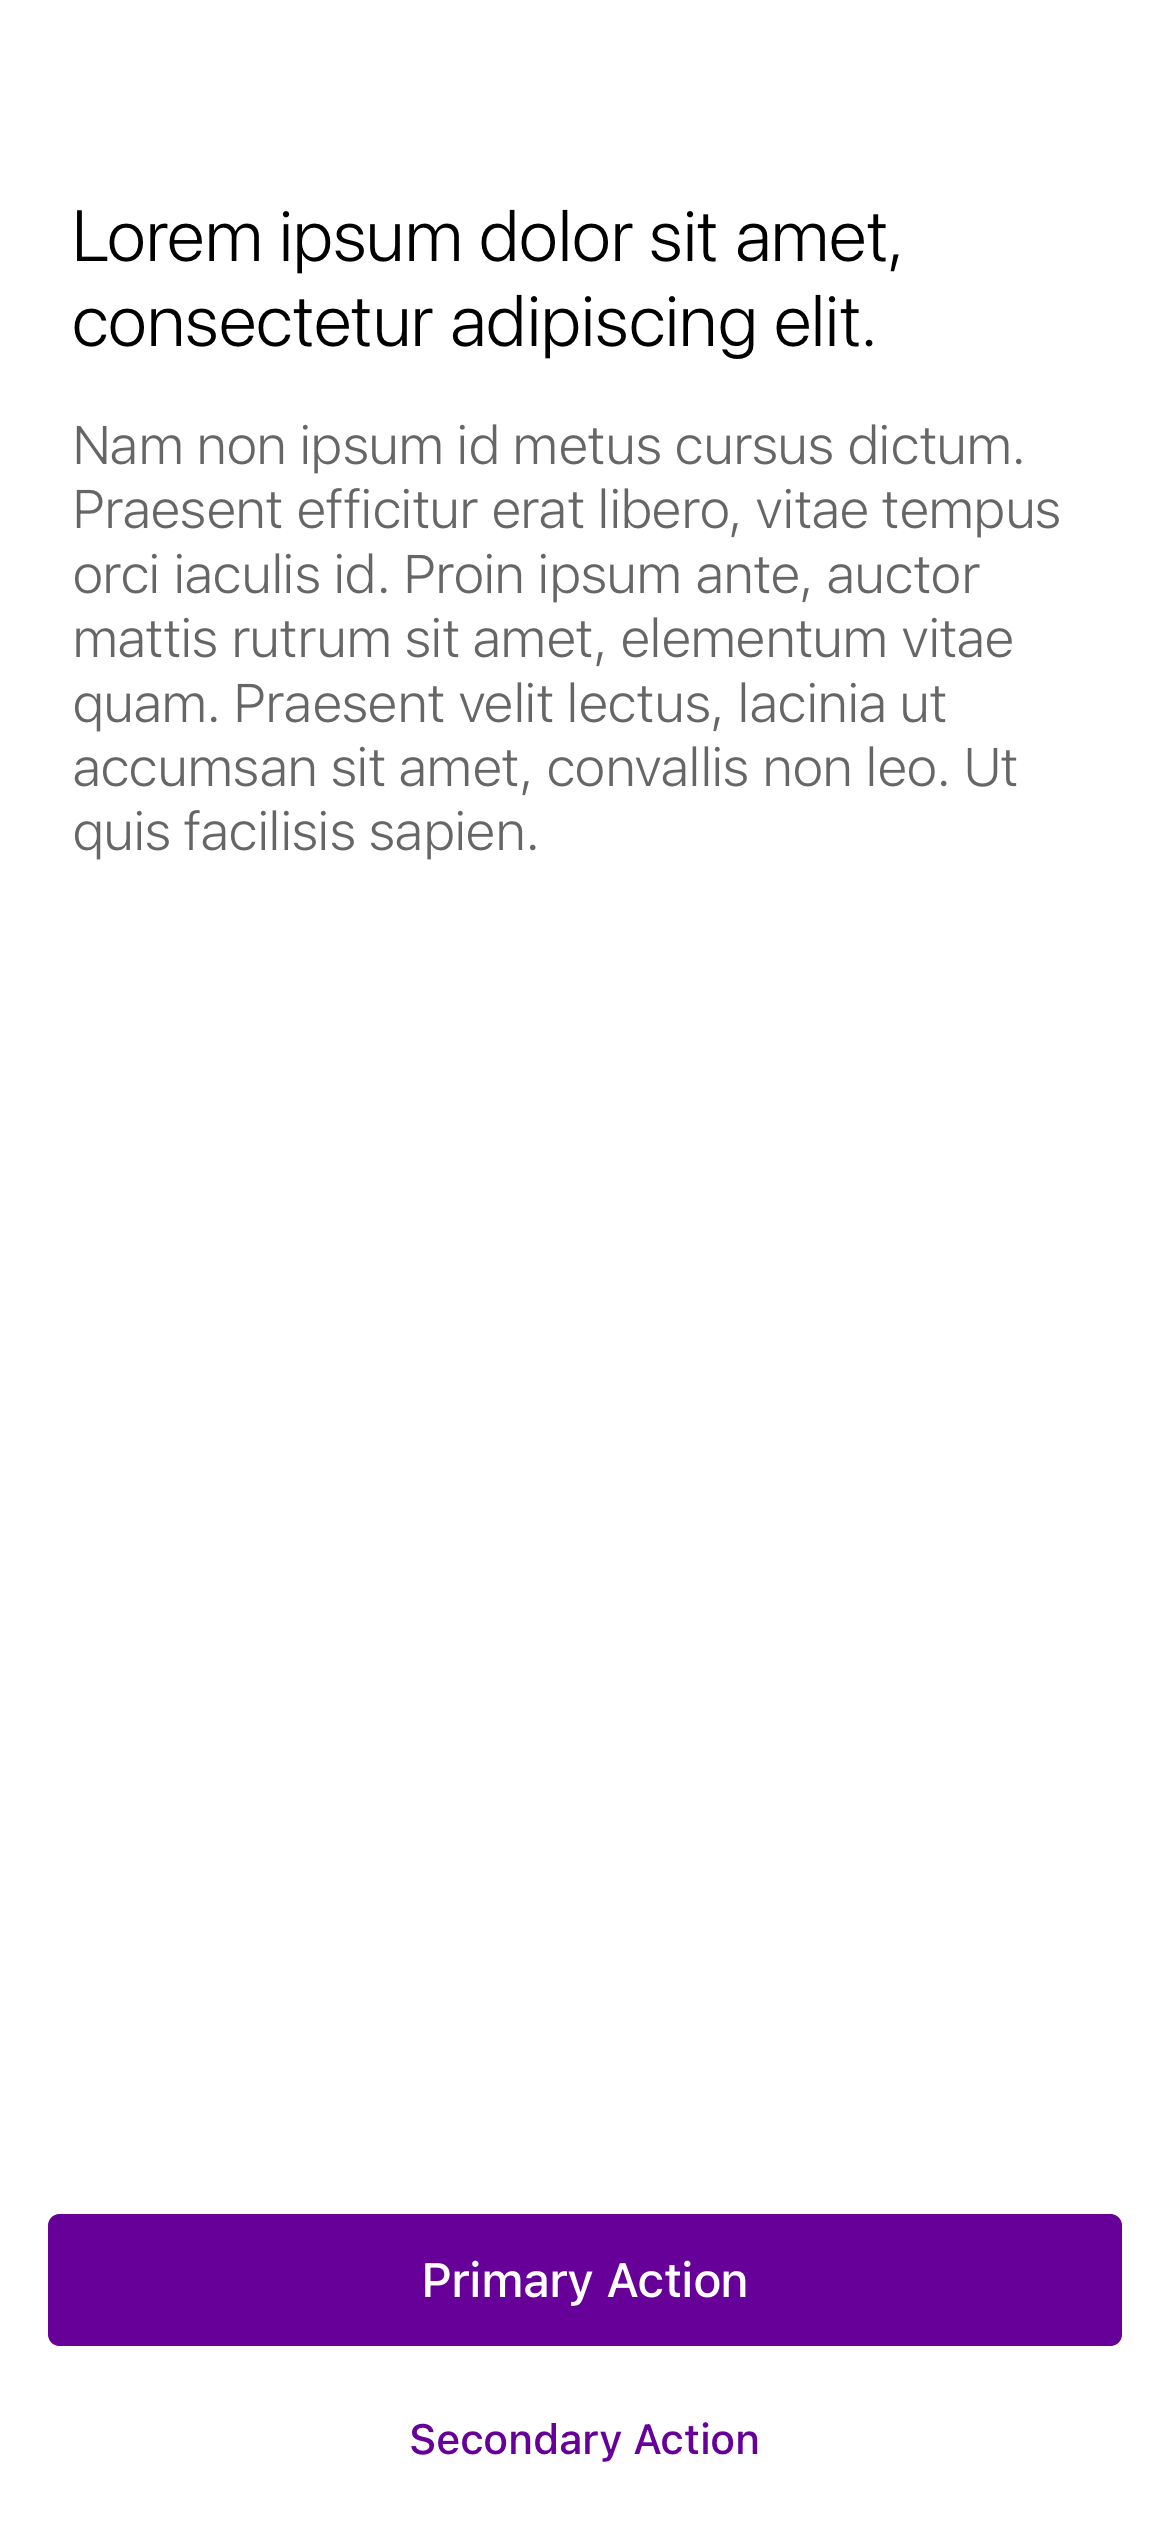 Lorem ipsum dolor sit amet,
consectetur adipiscing elit.
Nam non ipsum id metus cursus dictum.
Praesent efficitur erat libero, vitae tempus
orci iaculis id. Proin ipsum ante, auctor
mattis rutrum sit amet, elementum vitae
quam. Praesent velit lectus, lacinia ut
accumsan sit amet, convallis non leo. Ut
quis facilisis sapien.
Primary Action
Secondary Action